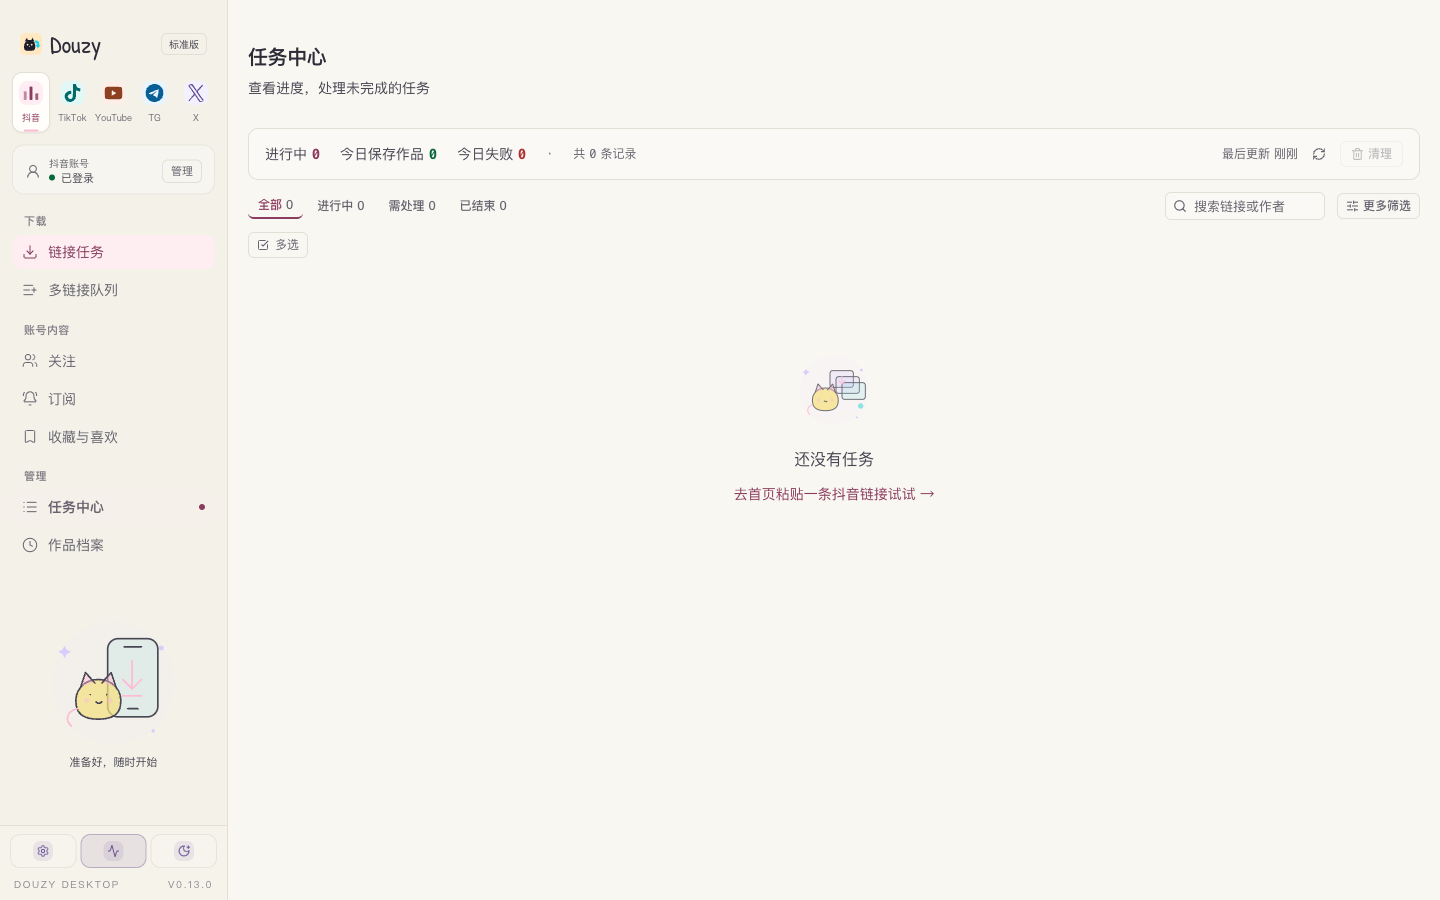 Douzy
标准版
抖音
TikTok
YouTube
TG
X
抖音账号
已登录
管理
下载
链接任务
多链接队列
账号内容
关注
订阅
收藏与喜欢
管理
任务中心
作品档案
准备好，随时开始
DOUZY DESKTOP
V0.13.0
任务中心
查看进度，处理未完成的任务
进行中 0
今日保存作品 0
今日失败 0
·
共 0 条记录
最后更新 刚刚
清理
全部 0
进行中 0
需处理 0
已结束 0
搜索链接或作者
更多筛选
多选
还没有任务
去首页粘贴一条抖音链接试试 →